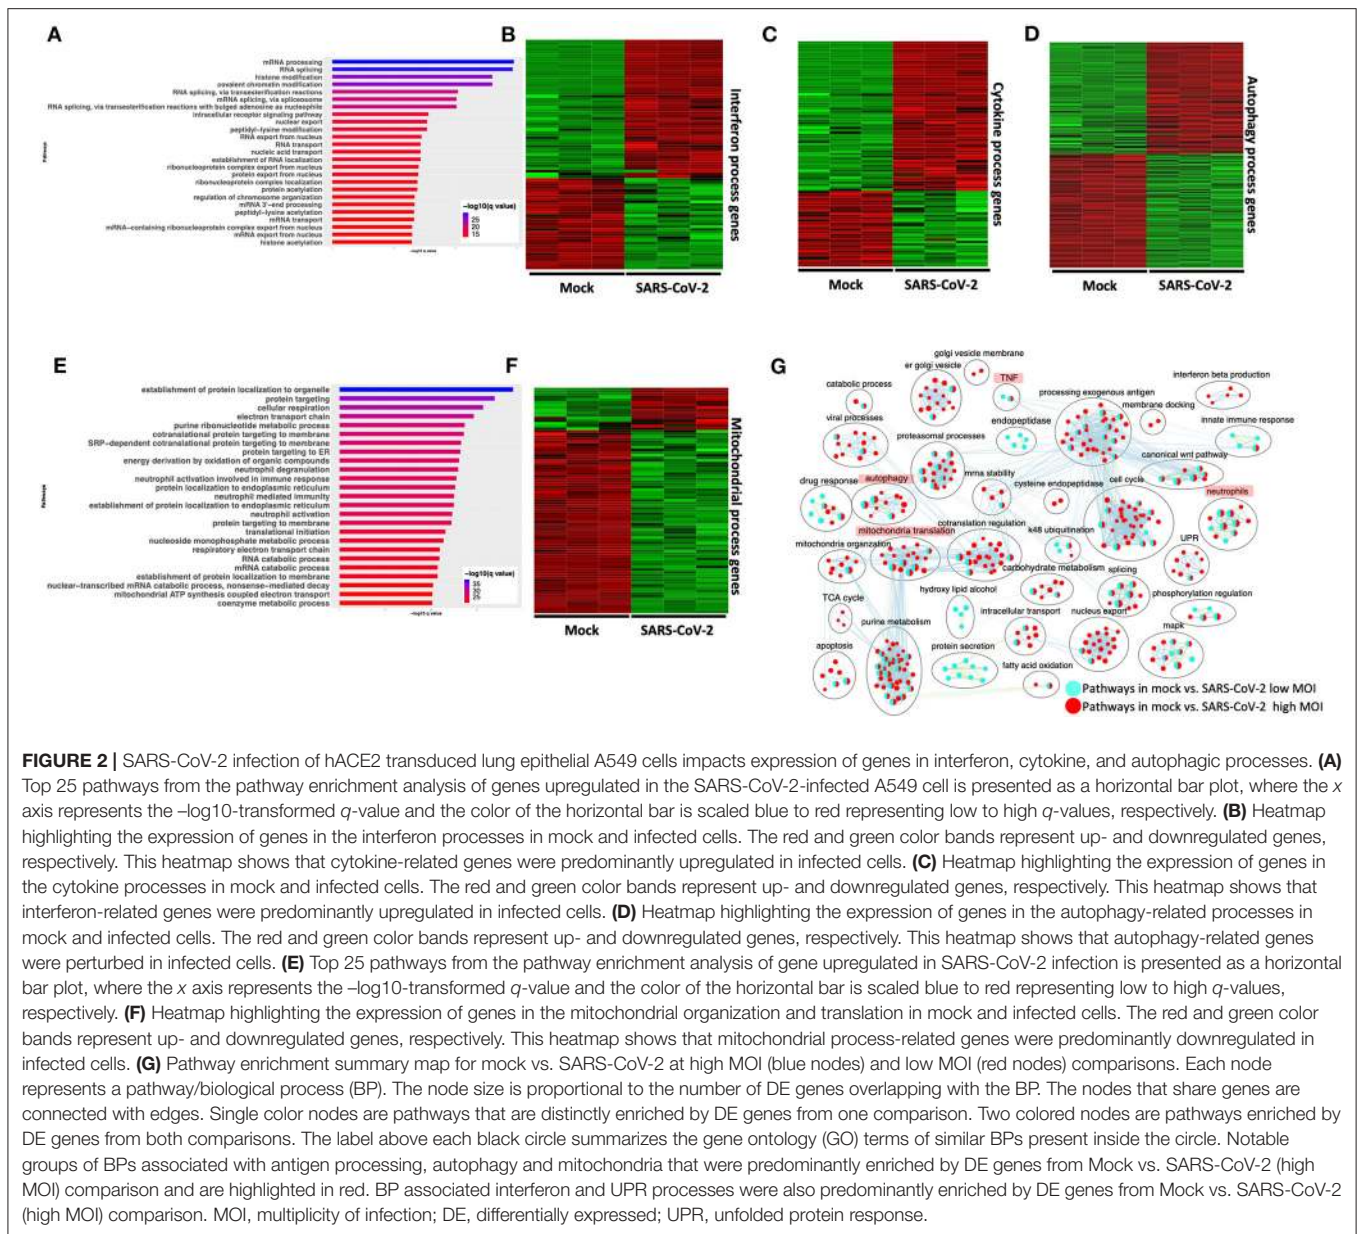 A
mRNA processing
RNA splicing
histone modification
covalent chromatin modification
RNA splicing, via transesterification reactions
mRNA splicing, via spliceosome
RNA splicing, via transesterification reactions with bulged adenosine as nucleophile
intracellular receptor signaling pathway
nuclear export
peptidyl-lysine modification
RNA export from nucleus
RNA transport
nucleic acid transport
establishment of RNA localization
ribonucleoprotein complex export from nucleus
protein export from nucleus
ribonucleoprotein complex localization
protein acetylation
regulation of chromosome organization
mRNA 3'-end processing
peptidyl-lysine acetylation
mRNA transport
mRNA-containing ribonucleoprotein complex export from nucleus
mRNA export from nucleus
histone acetylation
Pathways
-log10 q value
-log10(q value)
25
20
15
B
Interferon process genes
Mock SARS-CoV-2
C
Cytokine process genes
Mock SARS-CoV-2
D
Autophagy process genes
Mock SARS-CoV-2
E
establishment of protein localization to organelle
protein targeting
cellular respiration
electron transport chain
purine ribonucleotide metabolic process
cotranslational protein targeting to membrane
SRP-dependent cotranslational protein targeting to membrane
protein targeting to ER
energy derivation by oxidation of organic compounds
neutrophil degranulation
neutrophil activation involved in immune response
protein localization to endoplasmic reticulum
neutrophil mediated immunity
establishment of protein localization to endoplasmic reticulum
neutrophil activation
protein targeting to membrane
translational initiation
nucleoside monophosphate metabolic process
respiratory electron transport chain
RNA catabolic process
mRNA catabolic process
establishment of protein localization to membrane
nuclear-transcribed mRNA catabolic process, nonsense-mediated decay
mitochondrial ATP synthesis coupled electron transport
coenzyme metabolic process
Pathways
-log10 q value
-log10(q value)
35
F
Mitochondrial process genes
Mock SARS-CoV-2
G
golgi vesicle membrane
er golgi vesicle
TNF
catabolic process
processing exogenous antigen
interferon beta production
membrane docking
viral processes
endopeptidase
innate immune response
proteasomal processes
canonical wnt pathway
drug response
autophagy
mrna stability
cysteine endopeptidase
cell cycle
neutrophils
mitochondria translation
cotranslation regulation
k48 ubiquitination
mitochondria organzation
UPR
carbohydrate metabolism
splicing
TCA cycle
hydroxy lipid alcohol
phosphorylation regulation
purine metabolism
intracellular transport
nucleus export
mapk
apoptosis
protein secretion
fatty acid oxidation
Pathways in mock vs. SARS-CoV-2 low MOI
Pathways in mock vs. SARS-CoV-2 high MOI
FIGURE 2 | SARS-CoV-2 infection of hACE2 transduced lung epithelial A549 cells impacts expression of genes in interferon, cytokine, and autophagic processes. (A)
Top 25 pathways from the pathway enrichment analysis of genes upregulated in the SARS-CoV-2-infected A549 cell is presented as a horizontal bar plot, where the x
axis represents the –log10-transformed q-value and the color of the horizontal bar is scaled blue to red representing low to high q-values, respectively. (B) Heatmap
highlighting the expression of genes in the interferon processes in mock and infected cells. The red and green color bands represent up- and downregulated genes,
respectively. This heatmap shows that cytokine-related genes were predominantly upregulated in infected cells. (C) Heatmap highlighting the expression of genes in
the cytokine processes in mock and infected cells. The red and green color bands represent up- and downregulated genes, respectively. This heatmap shows that
interferon-related genes were predominantly upregulated in infected cells. (D) Heatmap highlighting the expression of genes in the autophagy-related processes in
mock and infected cells. The red and green color bands represent up- and downregulated genes, respectively. This heatmap shows that autophagy-related genes
were perturbed in infected cells. (E) Top 25 pathways from the pathway enrichment analysis of gene upregulated in SARS-CoV-2 infection is presented as a horizontal
bar plot, where the x axis represents the –log10-transformed q-value and the color of the horizontal bar is scaled blue to red representing low to high q-values,
respectively. (F) Heatmap highlighting the expression of genes in the mitochondrial organization and translation in mock and infected cells. The red and green color
bands represent up- and downregulated genes, respectively. This heatmap shows that mitochondrial process-related genes were predominantly downregulated in
infected cells. (G) Pathway enrichment summary map for mock vs. SARS-CoV-2 at high MOI (blue nodes) and low MOI (red nodes) comparisons. Each node
represents a pathway/biological process (BP). The node size is proportional to the number of DE genes overlapping with the BP. The nodes that share genes are
connected with edges. Single color nodes are pathways that are distinctly enriched by DE genes from one comparison. Two colored nodes are pathways enriched by
DE genes from both comparisons. The label above each black circle summarizes the gene ontology (GO) terms of similar BPs present inside the circle. Notable
groups of BPs associated with antigen processing, autophagy and mitochondria that were predominantly enriched by DE genes from Mock vs. SARS-CoV-2 (high
MOI) comparison and are highlighted in red. BP associated interferon and UPR processes were also predominantly enriched by DE genes from Mock vs. SARS-CoV-2
(high MOI) comparison. MOI, multiplicity of infection; DE, differentially expressed; UPR, unfolded protein response.